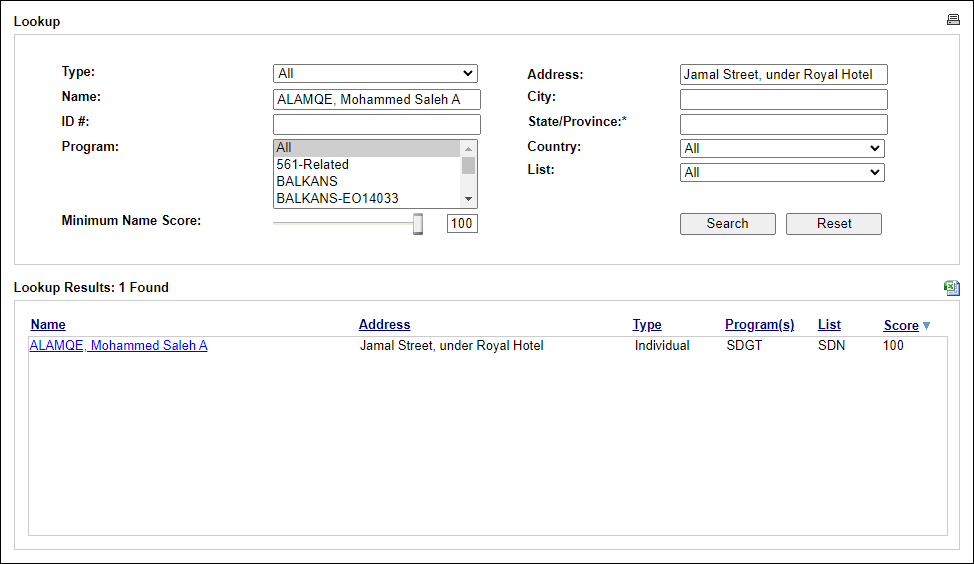 Lookup
Type: All
Name: ALAMQE, Mohammed Saleh A
ID #:
Program: All
561-Related
BALKANS
BALKANS-EO14033
Minimum Name Score: 100
Address: Jamal Street, under Royal Hotel
City:
State/Province:*
Country: All
List: All
Search Reset
Lookup Results: 1 Found
Name Address Type Program(s) List Score
ALAMQE, Mohammed Saleh A Jamal Street, under Royal Hotel Individual SDGT SDN 100